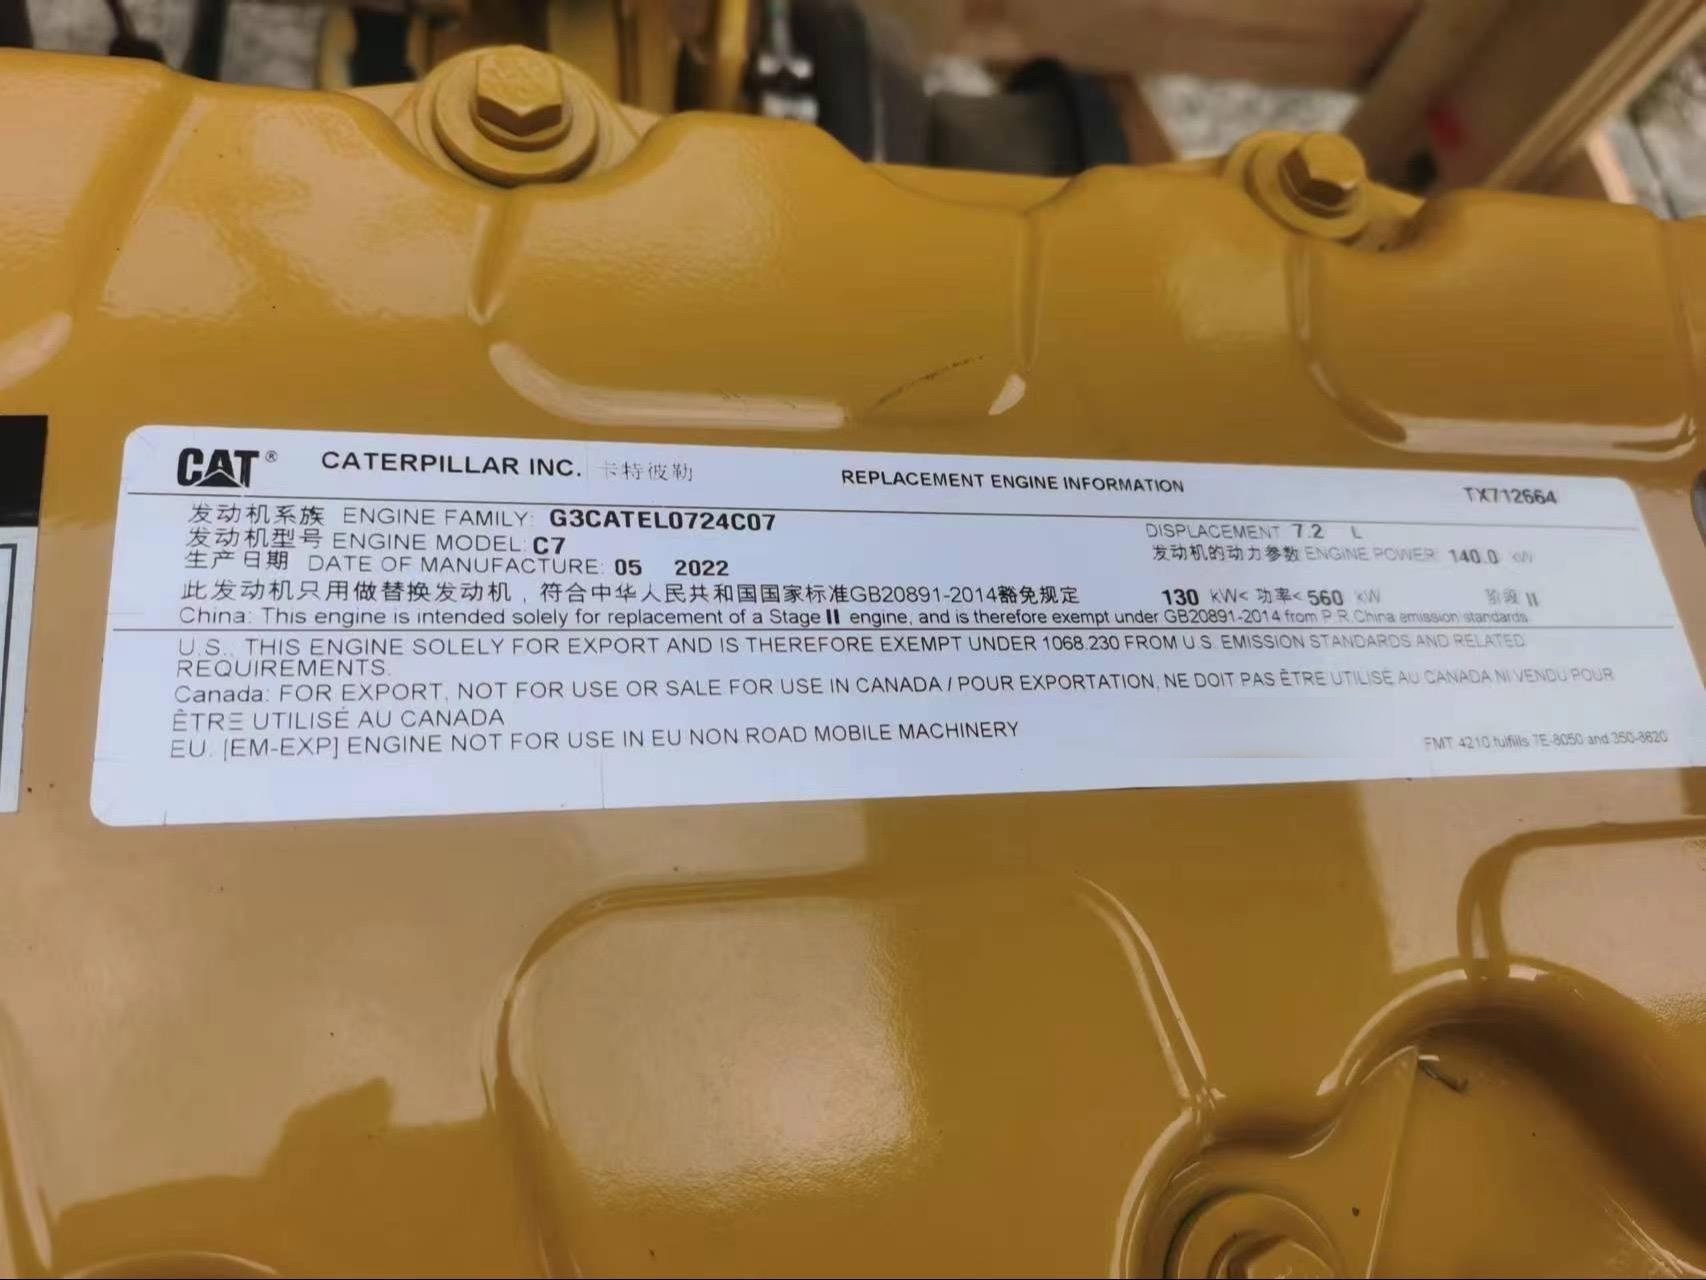 CAT® CATERPILLAR INC. 卡特彼勒 REPLACEMENT ENGINE INFORMATION TX712664
发动机系族 ENGINE FAMILY: G3CATEL0724C07 DISPLACEMENT 7.2 L
发动机型号 ENGINE MODEL: C7 发动机的动力参数 ENGINE POWER: 140.0 kW
生产日期 DATE OF MANUFACTURE: 05 2022
此发动机只用做替换发动机，符合中华人民共和国国家标准GB20891-2014豁免规定 130 kW< 功率< 560 kW 阶段 II
China: This engine is intended solely for replacement of a Stage II engine, and is therefore exempt under GB20891-2014 from P.R.China emission standards.
U.S.. THIS ENGINE SOLELY FOR EXPORT AND IS THEREFORE EXEMPT UNDER 1068.230 FROM U.S. EMISSION STANDARDS AND RELATED
REQUIREMENTS.
Canada: FOR EXPORT, NOT FOR USE OR SALE FOR USE IN CANADA / POUR EXPORTATION, NE DOIT PAS ÊTRE UTILISÉ AU CANADA NI VENDU POUR
ÊTRE UTILISÉ AU CANADA
EU. [EM-EXP] ENGINE NOT FOR USE IN EU NON ROAD MOBILE MACHINERY
FMT 4210 fulfills 7E-8050 and 350-8620